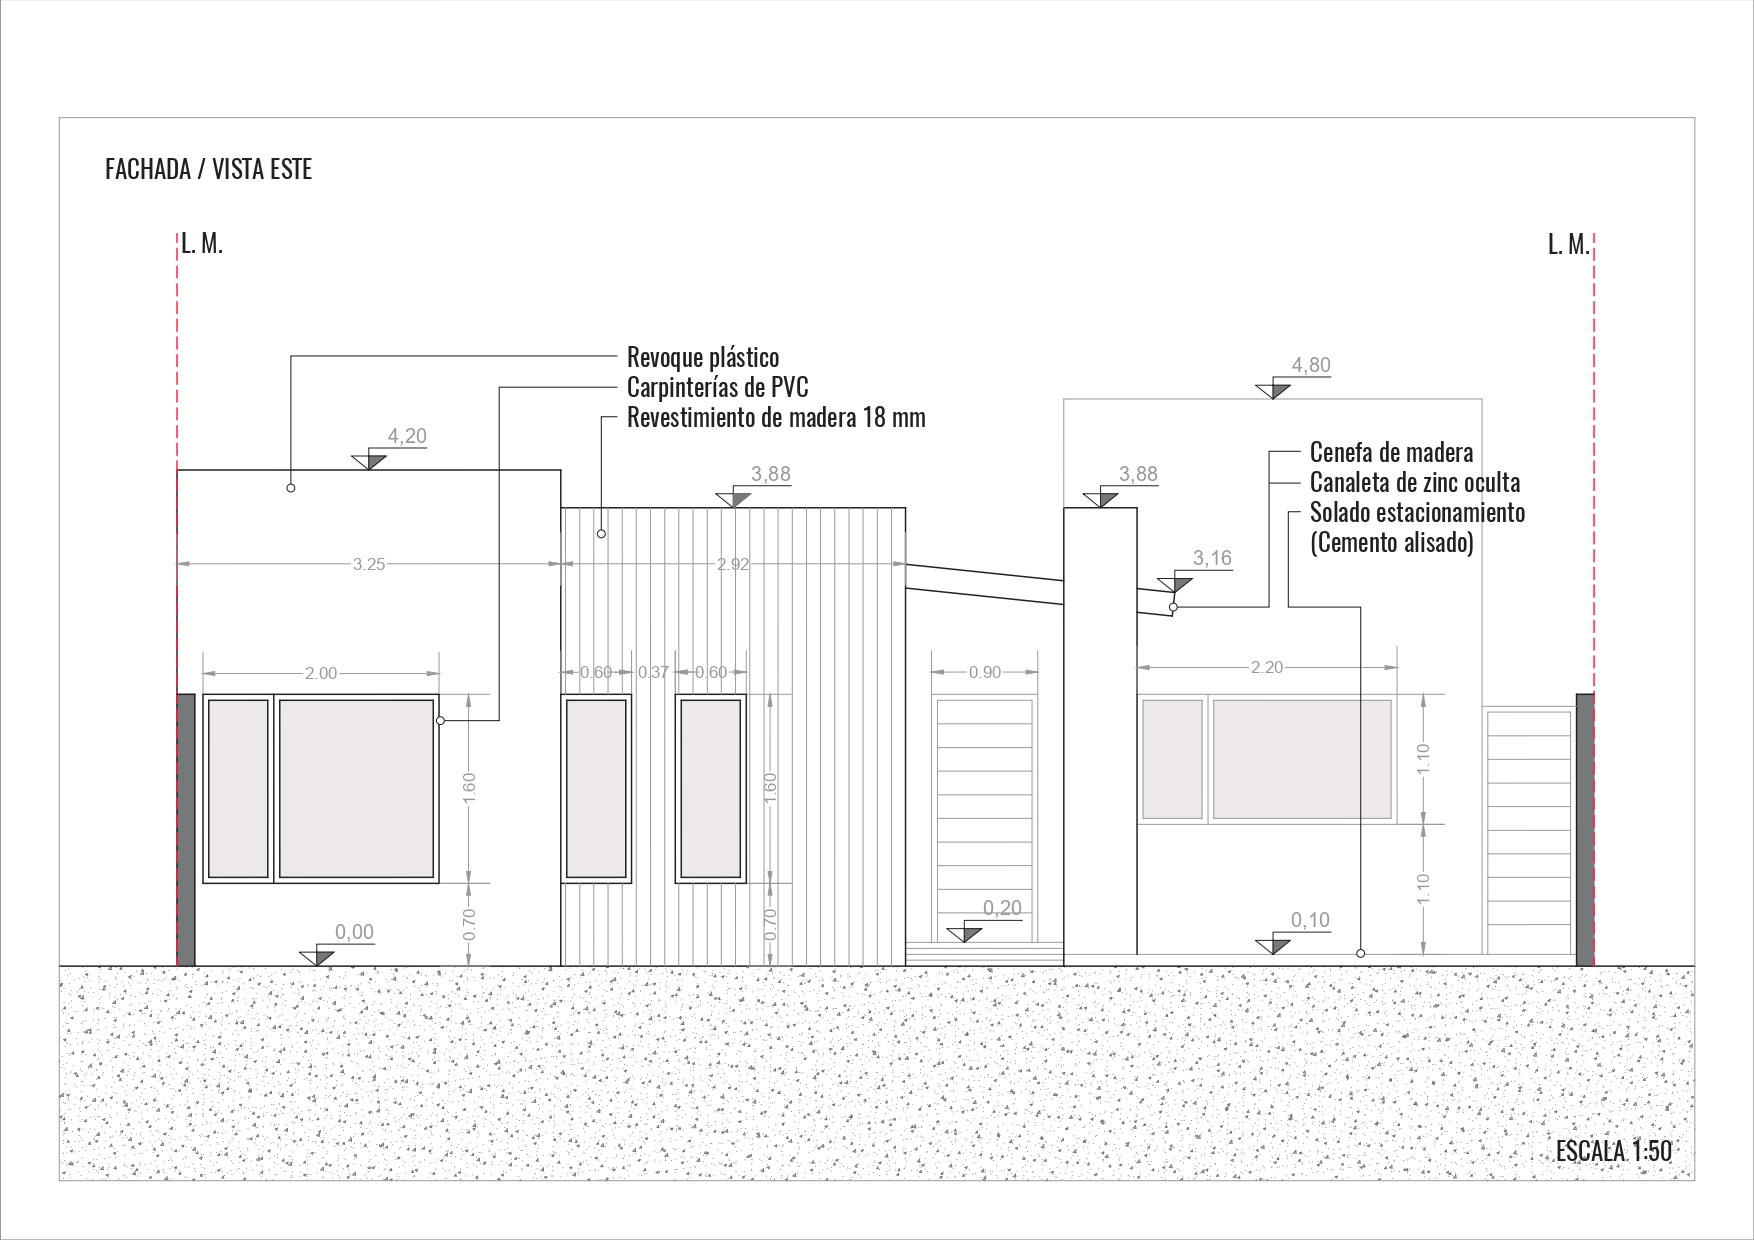 FACHADA / VISTA ESTE
L. M.
L. M.
Revoque plástico
Carpinterías de PVC
Revestimiento de madera 18 mm
4,80
4,20
Cenefa de madera
Canaleta de zinc oculta
Solado estacionamiento
(Cemento alisado)
3,88
3,88
3,16
3.25
2.92
2.00
0.60
0.37
0.60
0.90
2.20
1.60
1.60
1.10
0.70
0.70
1.10
0,00
0,20
0,10
ESCALA 1:50